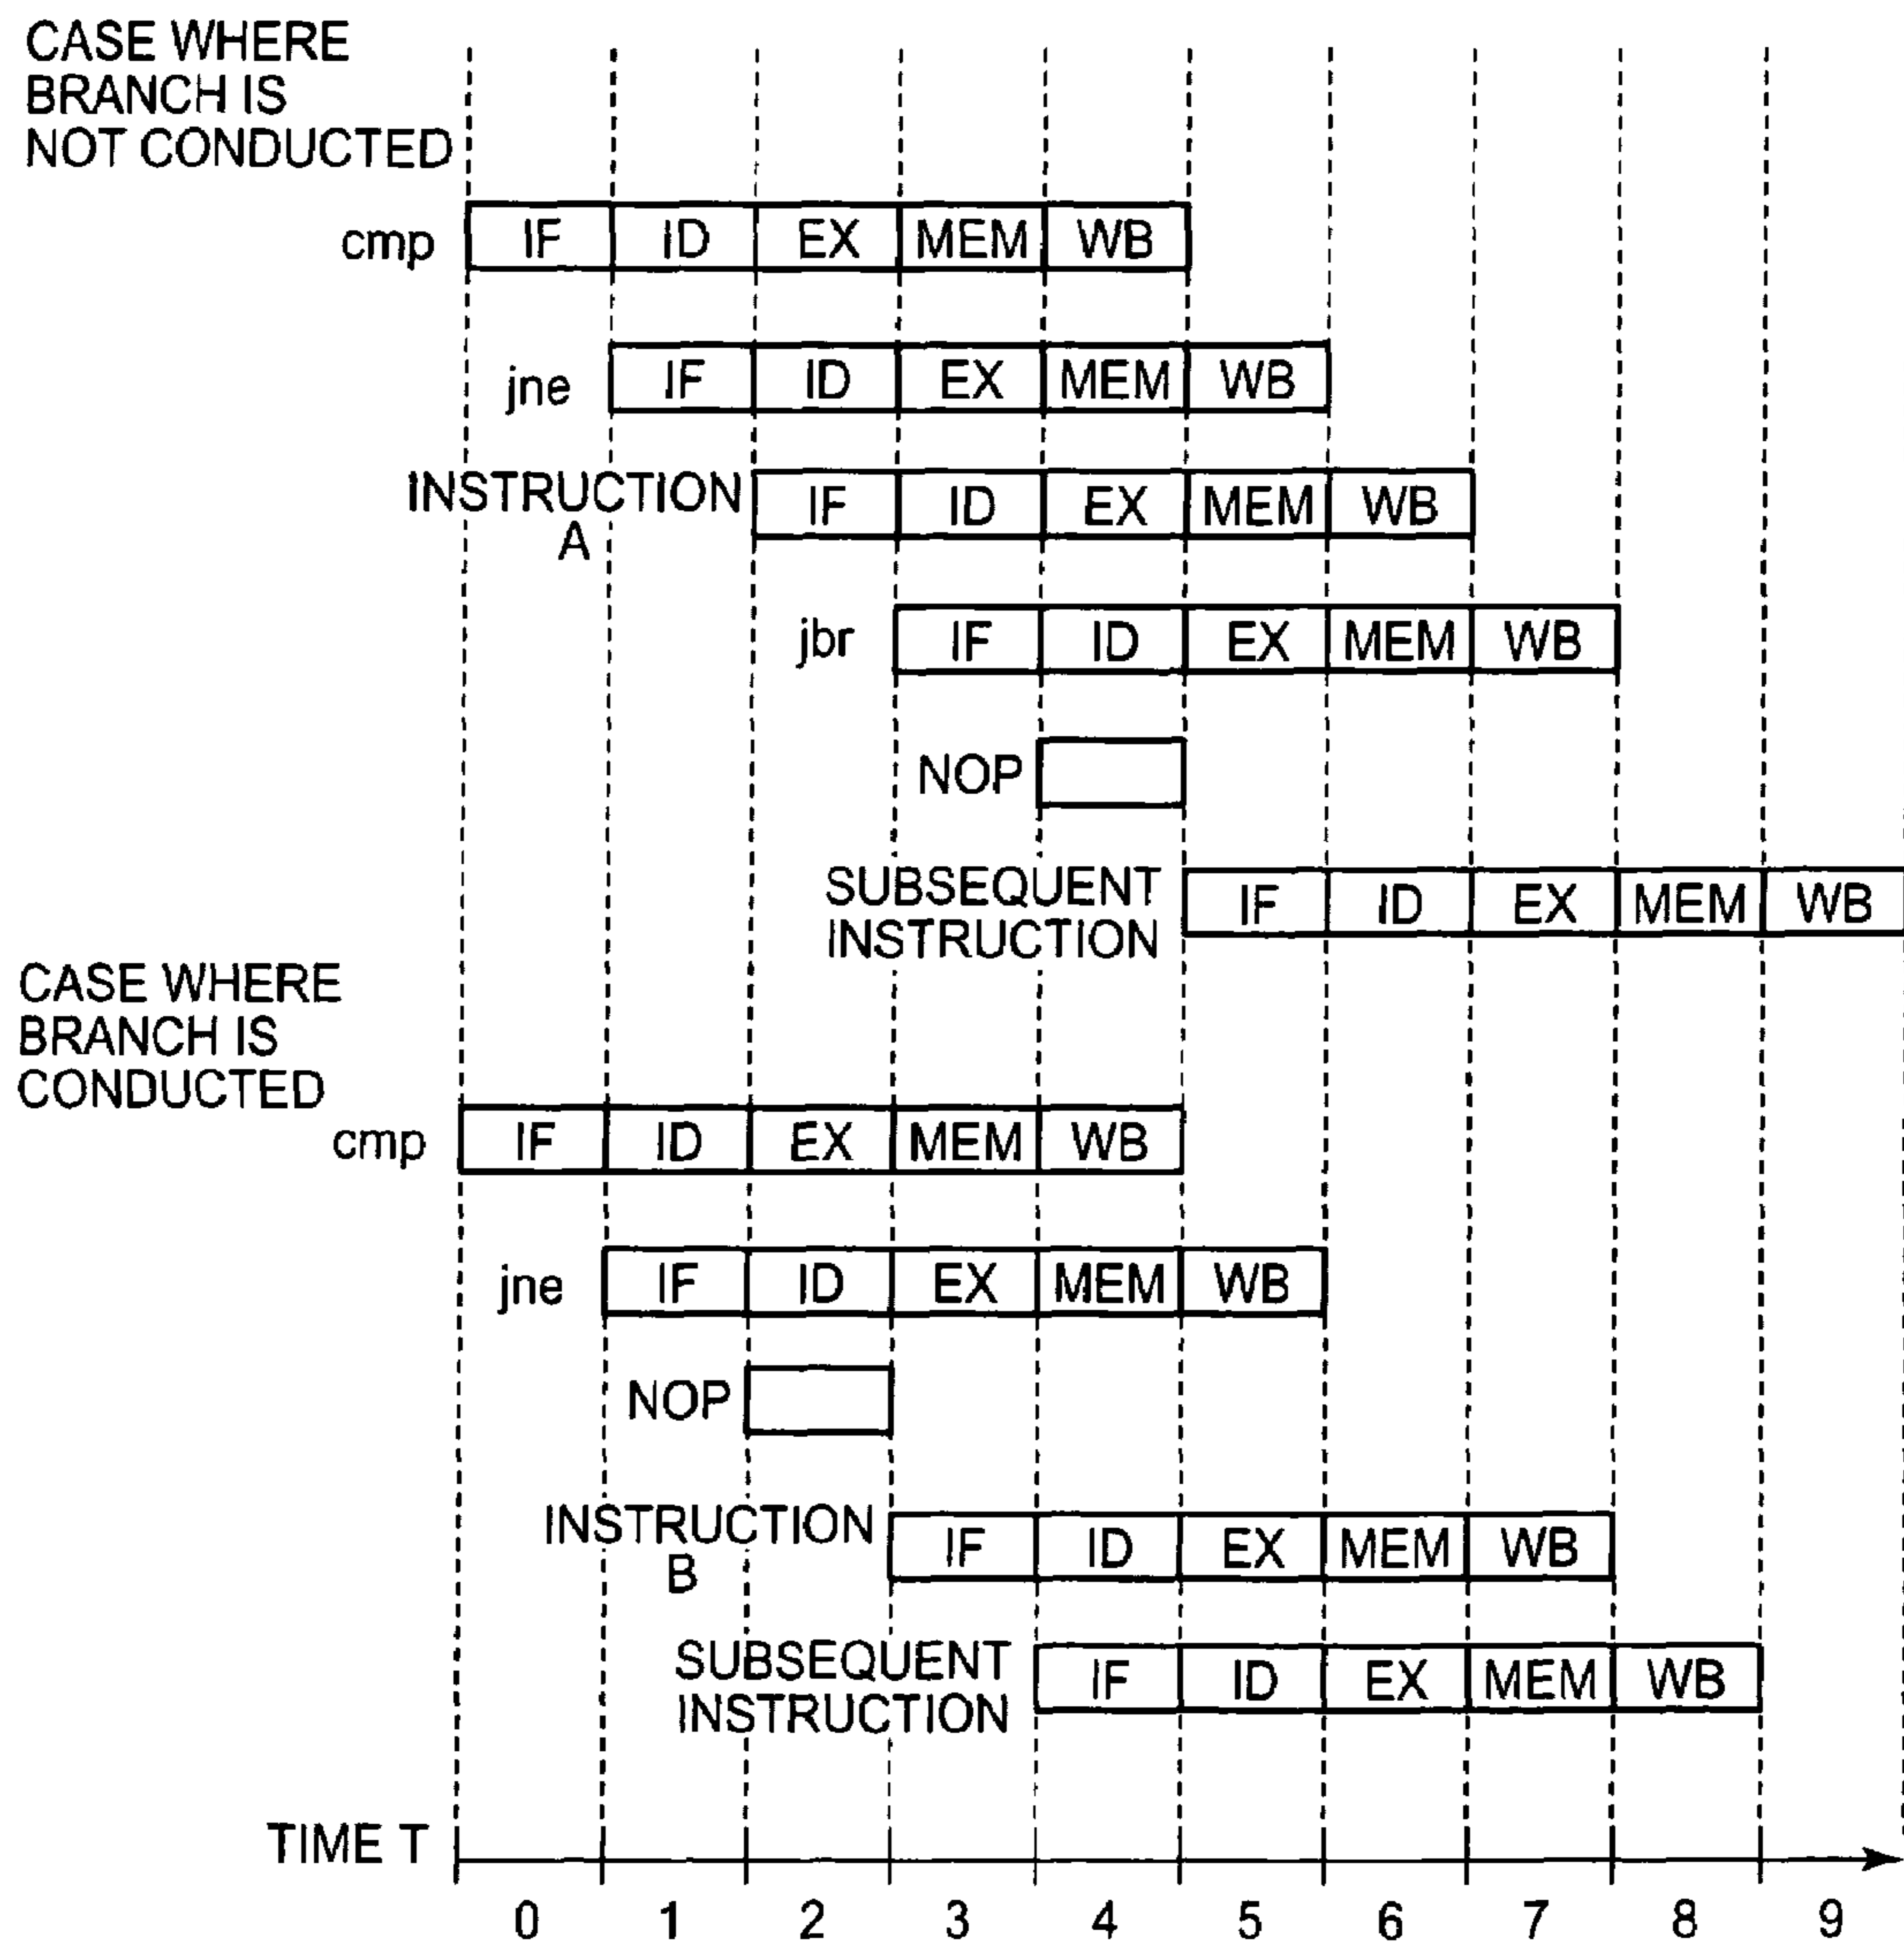 CASE WHERE
BRANCH IS
NOT CONDUCTED
cmp IF ID EX MEM WB
jne IF ID EX MEM WB
INSTRUCTION
A
IF ID EX MEM WB
jbr IF ID EX MEM WB
NOP
SUBSEQUENT
INSTRUCTION
IF ID EX MEM WB
CASE WHERE
BRANCH IS
CONDUCTED
cmp IF ID EX MEM WB
jne IF ID EX MEM WB
NOP
INSTRUCTION
B
IF ID EX MEM WB
SUBSEQUENT
INSTRUCTION
IF ID EX MEM WB
TIME T
0 1 2 3 4 5 6 7 8 9